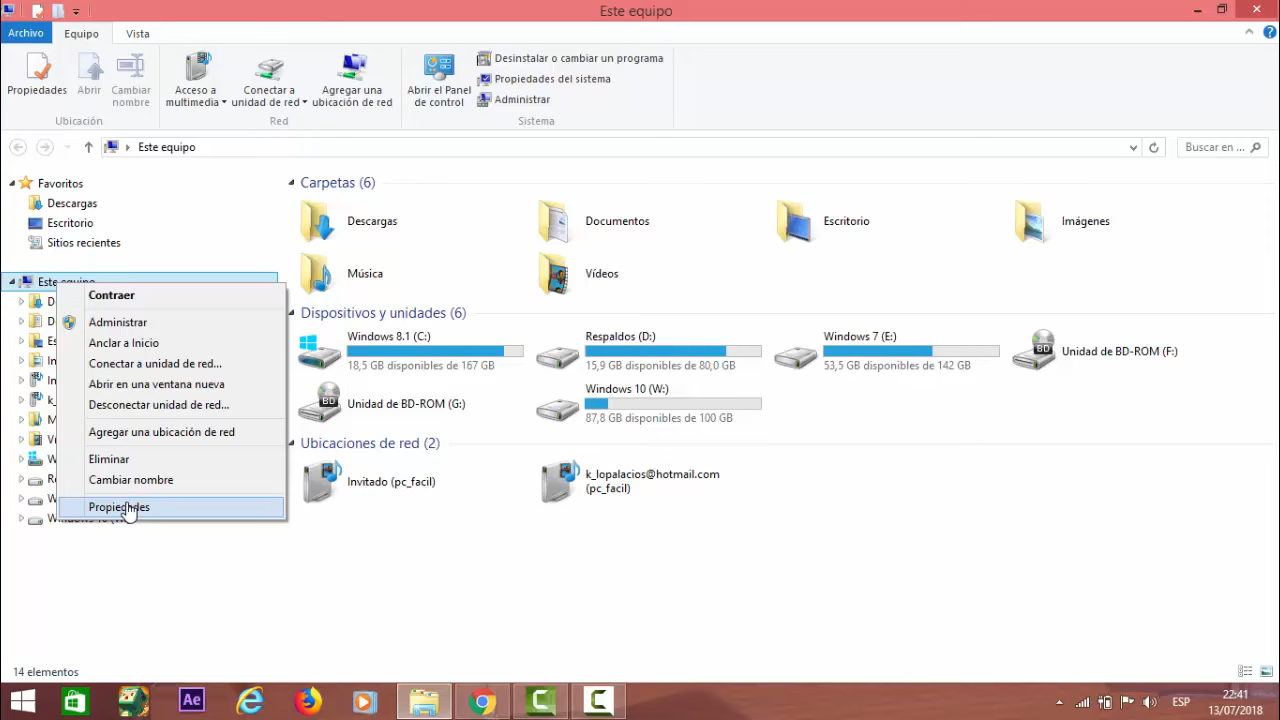 Este equipo
Archivo
Equipo
Vista
Propiedades
Abrir
Cambiar
nombre
Ubicación
Acceso a
multimedia
Conectar a
unidad de red
Agregar una
ubicación de red
Red
Abrir el Panel
de control
Desinstalar o cambiar un programa
Propiedades del sistema
Administrar
Sistema
Este equipo
Buscar en ...
Favoritos
Descargas
Escritorio
Sitios recientes
Este equipo
Contraer
Administrar
Anclar a Inicio
Conectar a unidad de red...
Abrir en una ventana nueva
Desconectar unidad de red...
Agregar una ubicación de red
Eliminar
Cambiar nombre
Propiedades
Carpetas (6)
Descargas
Documentos
Escritorio
Imágenes
Música
Vídeos
Dispositivos y unidades (6)
Windows 8.1 (C:)
18,5 GB disponibles de 167 GB
Respaldos (D:)
15,9 GB disponibles de 80,0 GB
Windows 7 (E:)
53,5 GB disponibles de 142 GB
BD
Unidad de BD-ROM (F:)
BD
Unidad de BD-ROM (G:)
Windows 10 (W:)
87,8 GB disponibles de 100 GB
Ubicaciones de red (2)
Invitado (pc_facil)
k_lopalacios@hotmail.com
(pc_facil)
14 elementos
Ae
ESP
22:41
13/07/2018